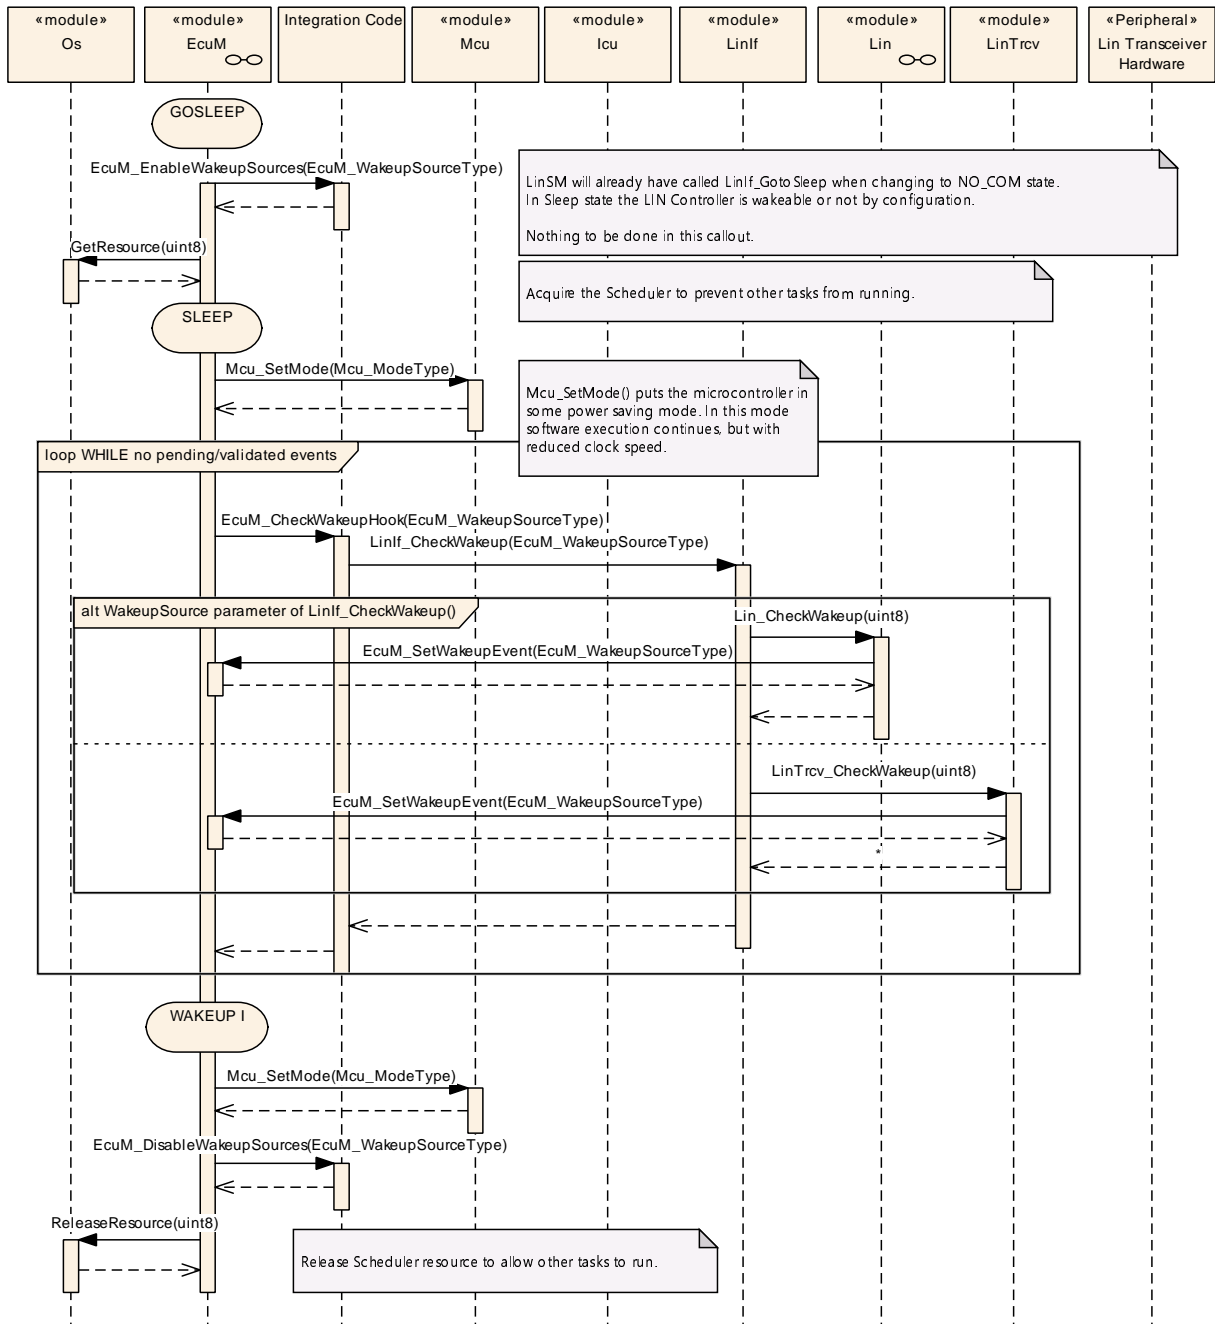 «module»
Os
«module»
EcuM
Integration Code
«module»
Mcu
«module»
Icu
«module»
LinIf
«module»
Lin
«module»
LinTrcv
«Peripheral»
Lin Transceiver
Hardware
GOSLEEP
EcuM_EnableWakeupSources(EcuM_WakeupSourceType)
LinSM will already have called LinIf_GotoSleep when changing to NO_COM state.
In Sleep state the LIN Controller is wakeable or not by configuration.
Nothing to be done in this callout.
GetResource(uint8)
Acquire the Scheduler to prevent other tasks from running.
SLEEP
Mcu_SetMode(Mcu_ModeType)
Mcu_SetMode() puts the microcontroller in
some power saving mode. In this mode
software execution continues, but with
reduced clock speed.
loop WHILE no pending/validated events
EcuM_CheckWakeupHook(EcuM_WakeupSourceType)
LinIf_CheckWakeup(EcuM_WakeupSourceType)
alt WakeupSource parameter of LinIf_CheckWakeup()
Lin_CheckWakeup(uint8)
EcuM_SetWakeupEvent(EcuM_WakeupSourceType)
LinTrcv_CheckWakeup(uint8)
EcuM_SetWakeupEvent(EcuM_WakeupSourceType)
*
WAKEUP I
Mcu_SetMode(Mcu_ModeType)
EcuM_DisableWakeupSources(EcuM_WakeupSourceType)
ReleaseResource(uint8)
Release Scheduler resource to allow other tasks to run.